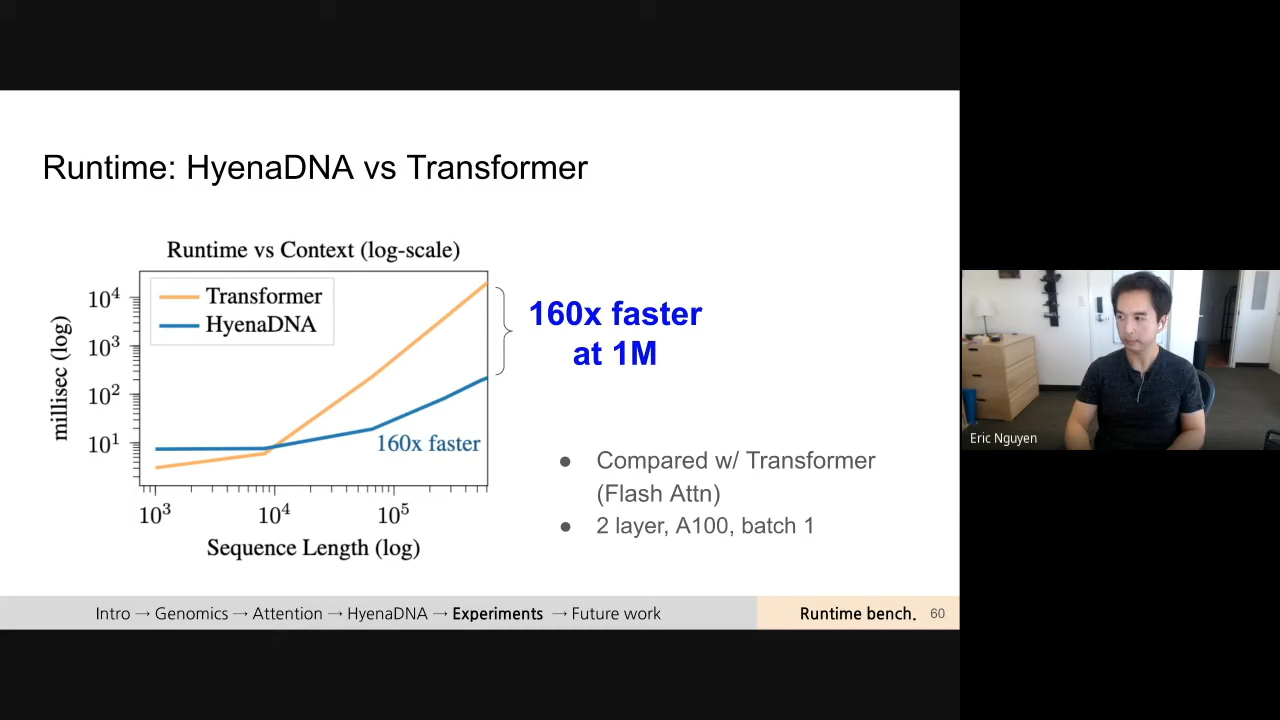 Runtime: HyenaDNA vs Transformer
Runtime vs Context (log-scale)
Transformer
HyenaDNA
10⁴
10³
10²
10¹
millisec (log)
160x faster
10³ 10⁴ 10⁵
Sequence Length (log)
160x faster
at 1M
● Compared w/ Transformer
(Flash Attn)
● 2 layer, A100, batch 1
Intro → Genomics → Attention → HyenaDNA → Experiments → Future work
Runtime bench. 60
Eric Nguyen